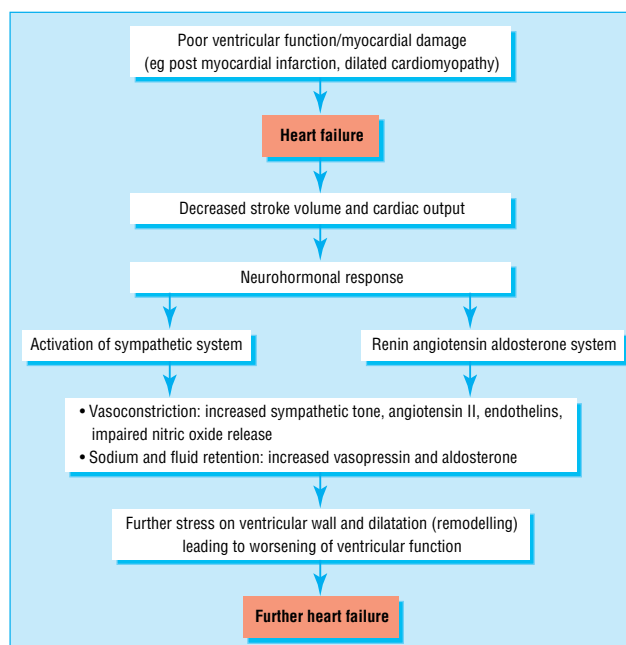 Poor ventricular function/myocardial damage
(eg post myocardial infarction, dilated cardiomyopathy)
Heart failure
Decreased stroke volume and cardiac output
Neurohormonal response
Activation of sympathetic system
Renin angiotensin aldosterone system
• Vasoconstriction: increased sympathetic tone, angiotensin II, endothelins,
impaired nitric oxide release
• Sodium and fluid retention: increased vasopressin and aldosterone
Further stress on ventricular wall and dilatation (remodelling)
leading to worsening of ventricular function
Further heart failure